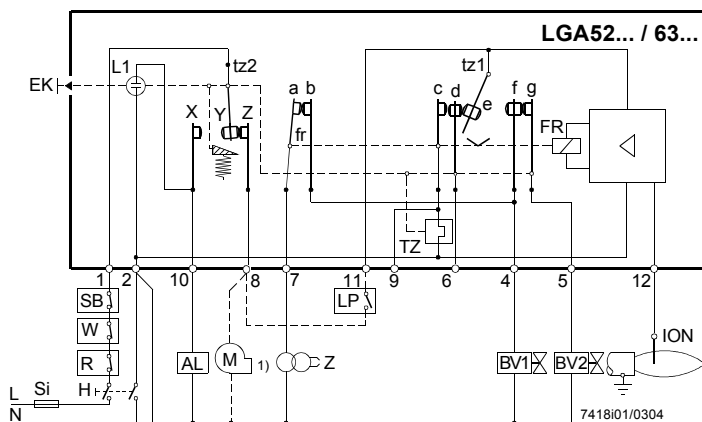 LGA52... / 63...
L1
tz2
tz1
EK
X
Y
Z
a
b
c
d
e
f
g
fr
FR
TZ
1
2
10
8
7
11
9
6
4
5
12
SB
LP
W
R
AL
M
1)
Z
BV1
BV2
ION
L
Si
H
N
7418i01/0304